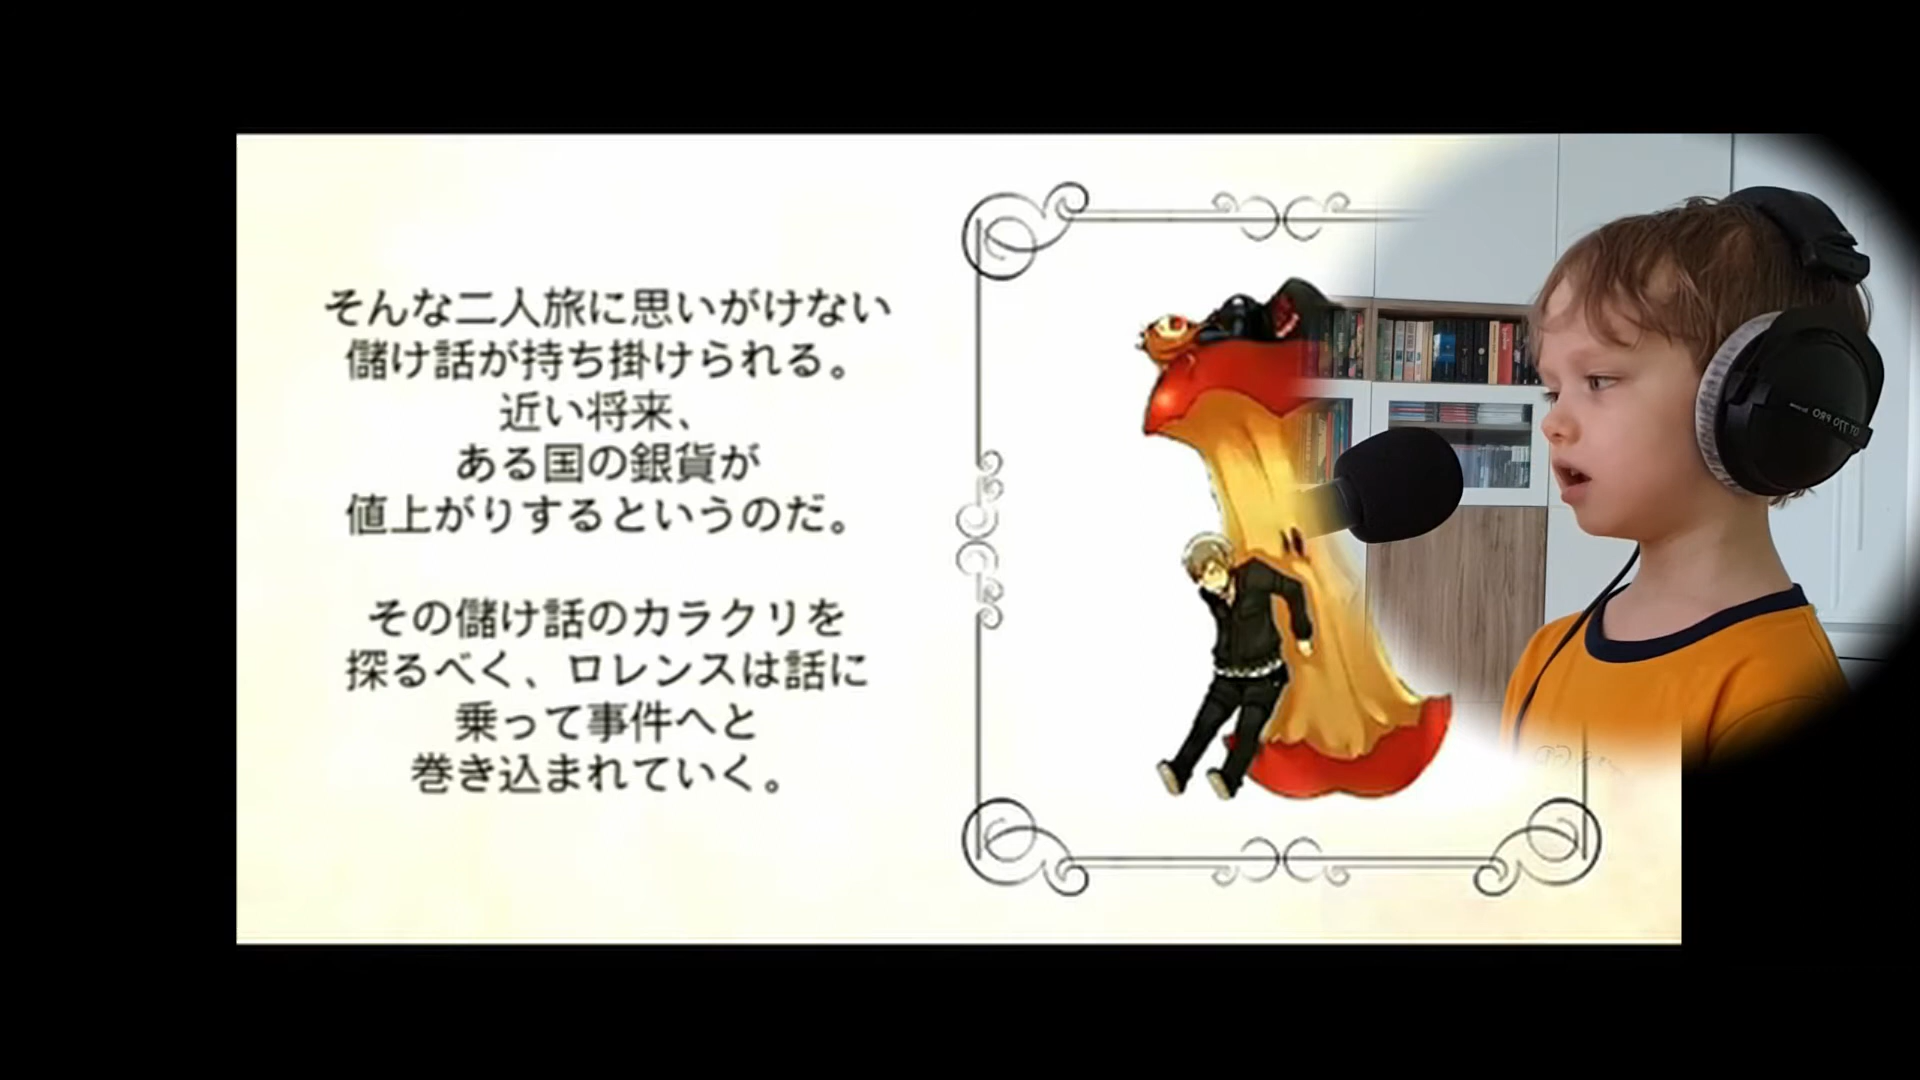 そんな二人旅に思いがけない
儲け話が持ち掛けられる。
近い将来、
ある国の銀貨が
値上がりするというのだ。
その儲け話のカラクリを
探るべく、ロレンスは話に
乗って事件へと
巻き込まれていく。
DT 770 PRO